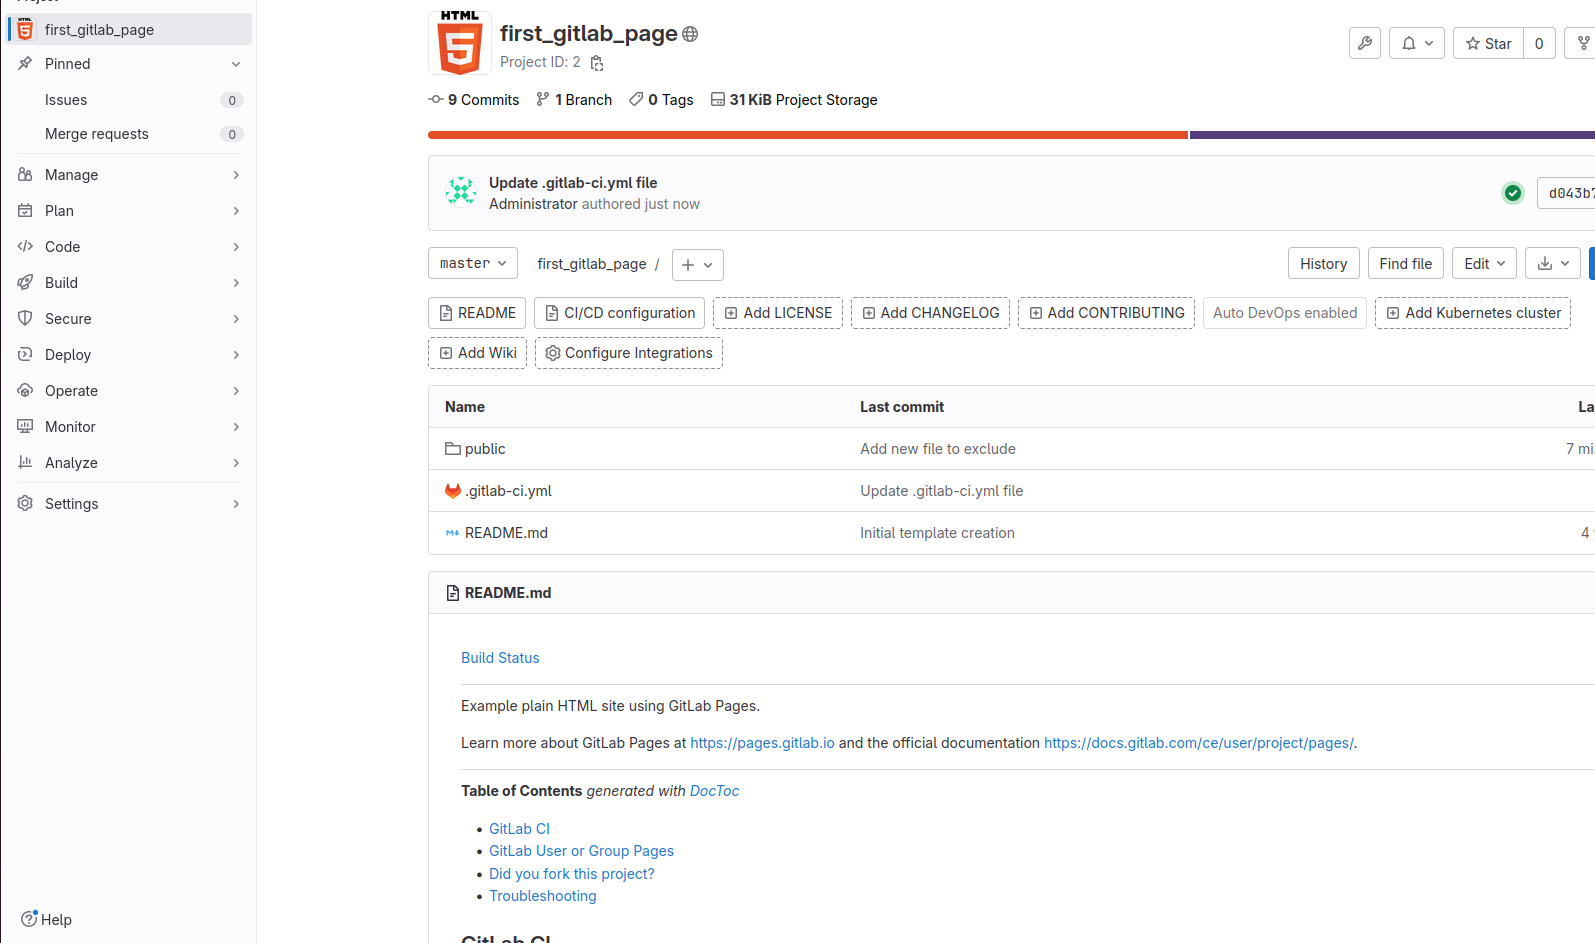 first_gitlab_page
Pinned
Issues 0
Merge requests 0
Manage
Plan
Code
Build
Secure
Deploy
Operate
Monitor
Analyze
Settings
Help
HTML
5
first_gitlab_page
Project ID: 2
Star 0
9 Commits 1 Branch 0 Tags 31 KiB Project Storage
Update .gitlab-ci.yml file
Administrator authored just now
d043b7
master first_gitlab_page / History Find file Edit
README CI/CD configuration Add LICENSE Add CHANGELOG Add CONTRIBUTING Auto DevOps enabled Add Kubernetes cluster
Add Wiki Configure Integrations
Name Last commit La
public Add new file to exclude 7 mi
.gitlab-ci.yml Update .gitlab-ci.yml file
README.md Initial template creation 4
README.md
Build Status
Example plain HTML site using GitLab Pages.
Learn more about GitLab Pages at https://pages.gitlab.io and the official documentation https://docs.gitlab.com/ce/user/project/pages/.
Table of Contents generated with DocToc
GitLab CI
GitLab User or Group Pages
Did you fork this project?
Troubleshooting
GitLab CI